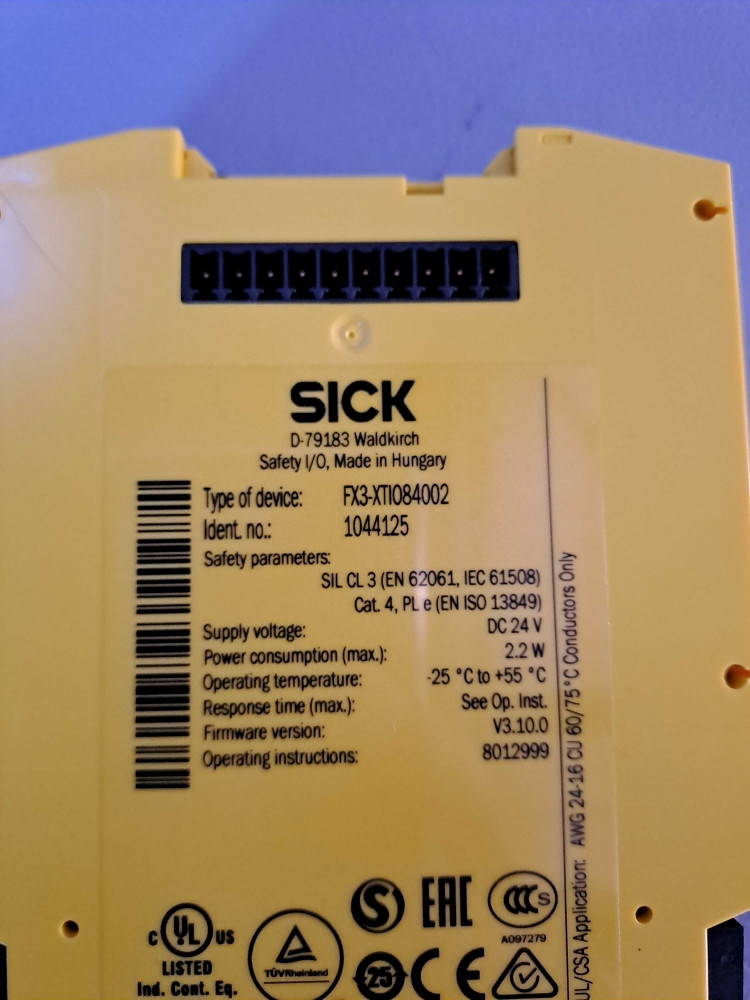 SICK
D-79183 Waldkirch
Safety I/O, Made in Hungary
Type of device: FX3-XTIO84002
Ident. no.: 1044125
Safety parameters:
SIL CL 3 (EN 62061, IEC 61508)
Cat. 4, PL e (EN ISO 13849)
Supply voltage: DC 24 V
Power consumption (max.): 2.2 W
Operating temperature: -25 °C to +55 °C
Response time (max.): See Op. Inst.
Firmware version: V3.10.0
Operating instructions: 8012999
UL/CSA Application: AWG 24-16 CU 60/75°C Conductors Only
C UL US
LISTED
Ind. Cont. Eq.
TÜVRheinland
S
EAC
CCC S
A097279
25
CE